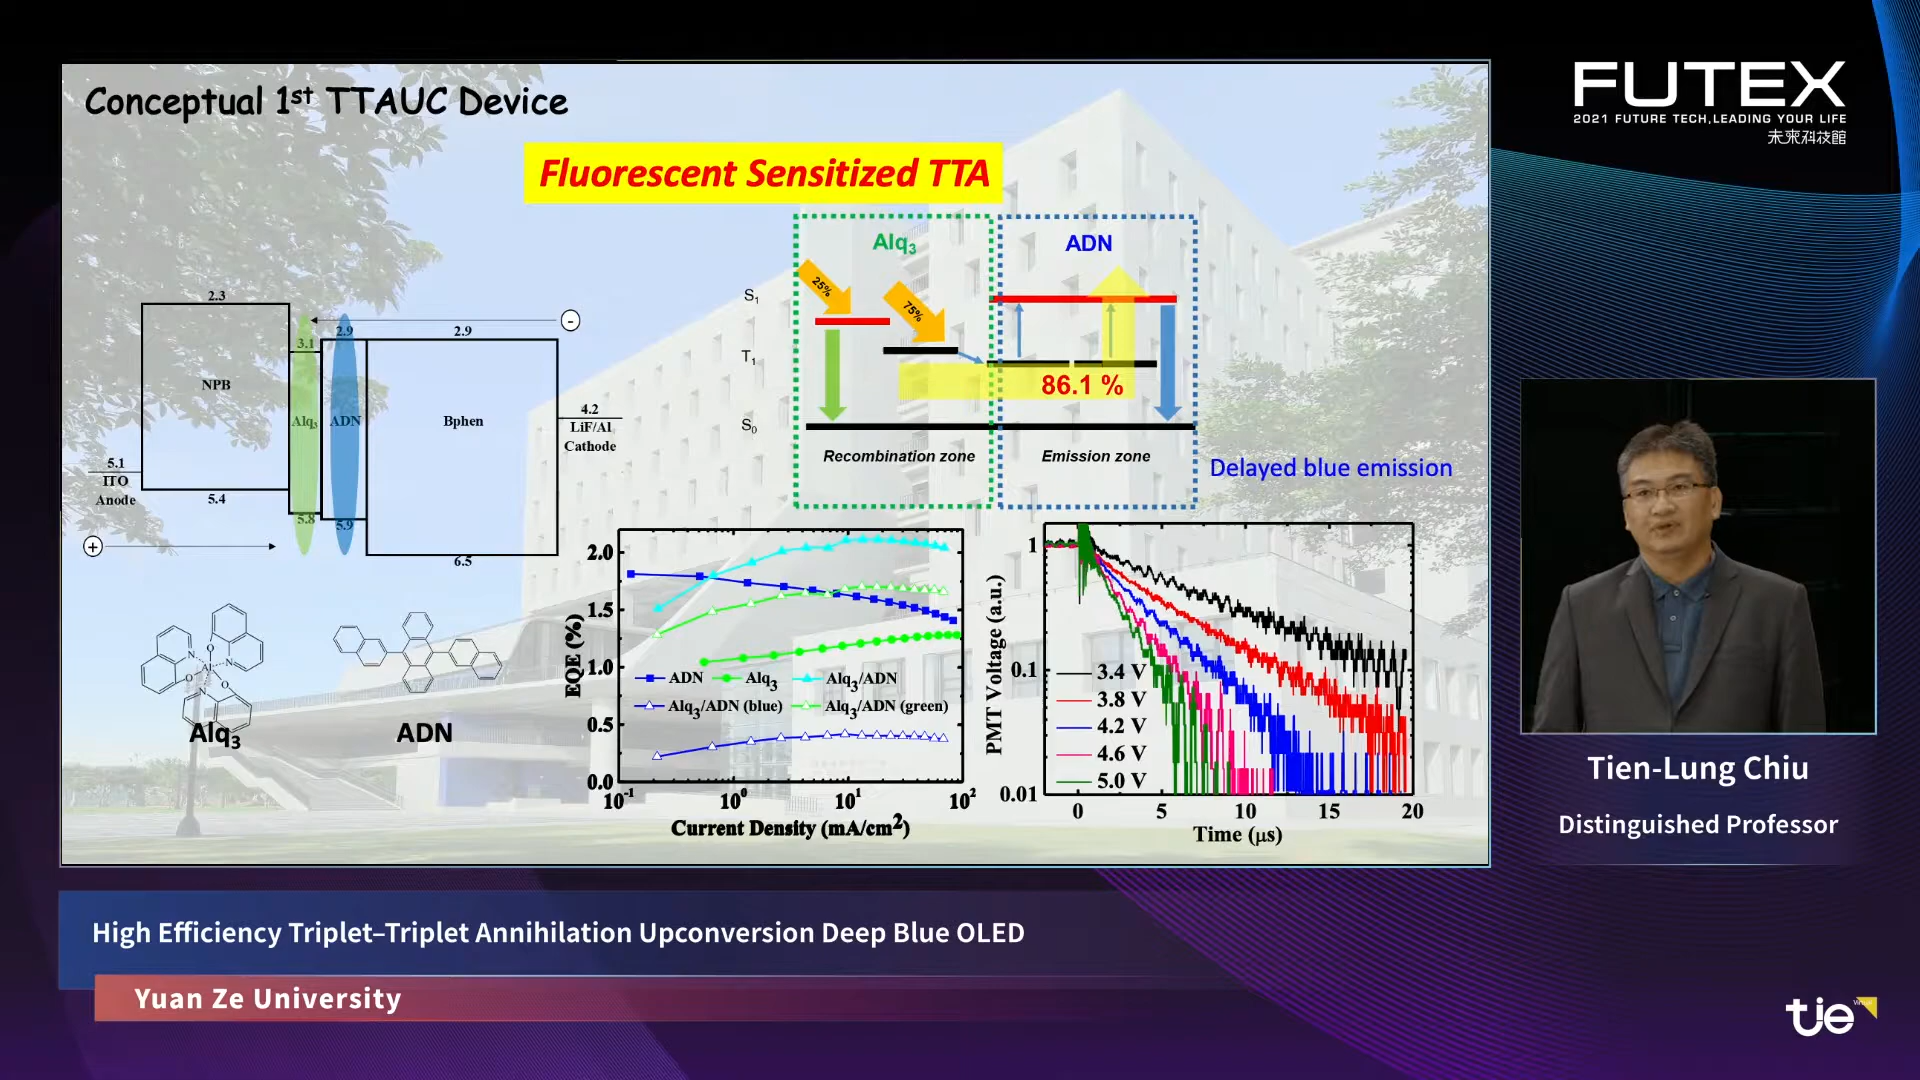 Conceptual 1st TTAUC Device
Fluorescent Sensitized TTA
2.3
NPB
5.4
5.1
ITO
Anode
+
3.1
Alq3
5.8
2.9
ADN
5.9
2.9
Bphen
6.5
-
4.2
LiF/Al
Cathode
Alq3
ADN
S1
T1
S0
25%
75%
86.1 %
Recombination zone
Emission zone
Delayed blue emission
N
O
Al
N
O
O
N
Alq3
ADN
EQE (%)
2.0
1.5
1.0
0.5
0.0
ADN
Alq3
Alq3/ADN
Alq3/ADN (blue)
Alq3/ADN (green)
10-1
100
101
102
Current Density (mA/cm2)
PMT Voltage (a.u.)
1
0.1
0.01
3.4 V
3.8 V
4.2 V
4.6 V
5.0 V
0
5
10
15
20
Time (μs)
FUTEX
2021 FUTURE TECH,LEADING YOUR LIFE
未來科技館
Tien-Lung Chiu
Distinguished Professor
High Efficiency Triplet–Triplet Annihilation Upconversion Deep Blue OLED
Yuan Ze University
tie
Virtual